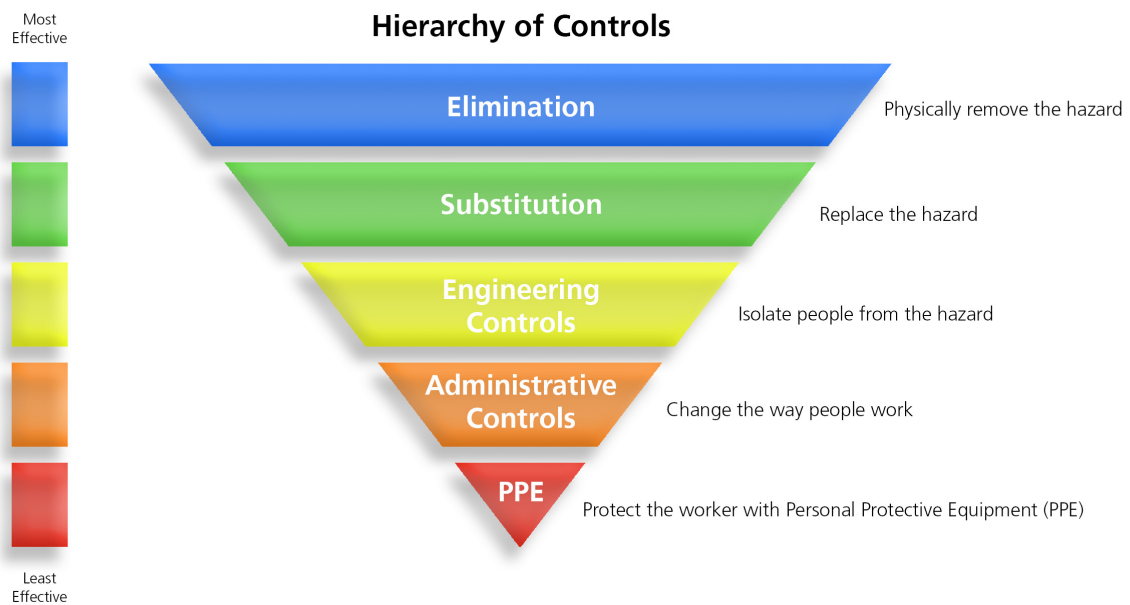 Most
Effective
Hierarchy of Controls
Elimination
Physically remove the hazard
Substitution
Replace the hazard
Engineering
Controls
Isolate people from the hazard
Administrative
Controls
Change the way people work
PPE
Protect the worker with Personal Protective Equipment (PPE)
Least
Effective